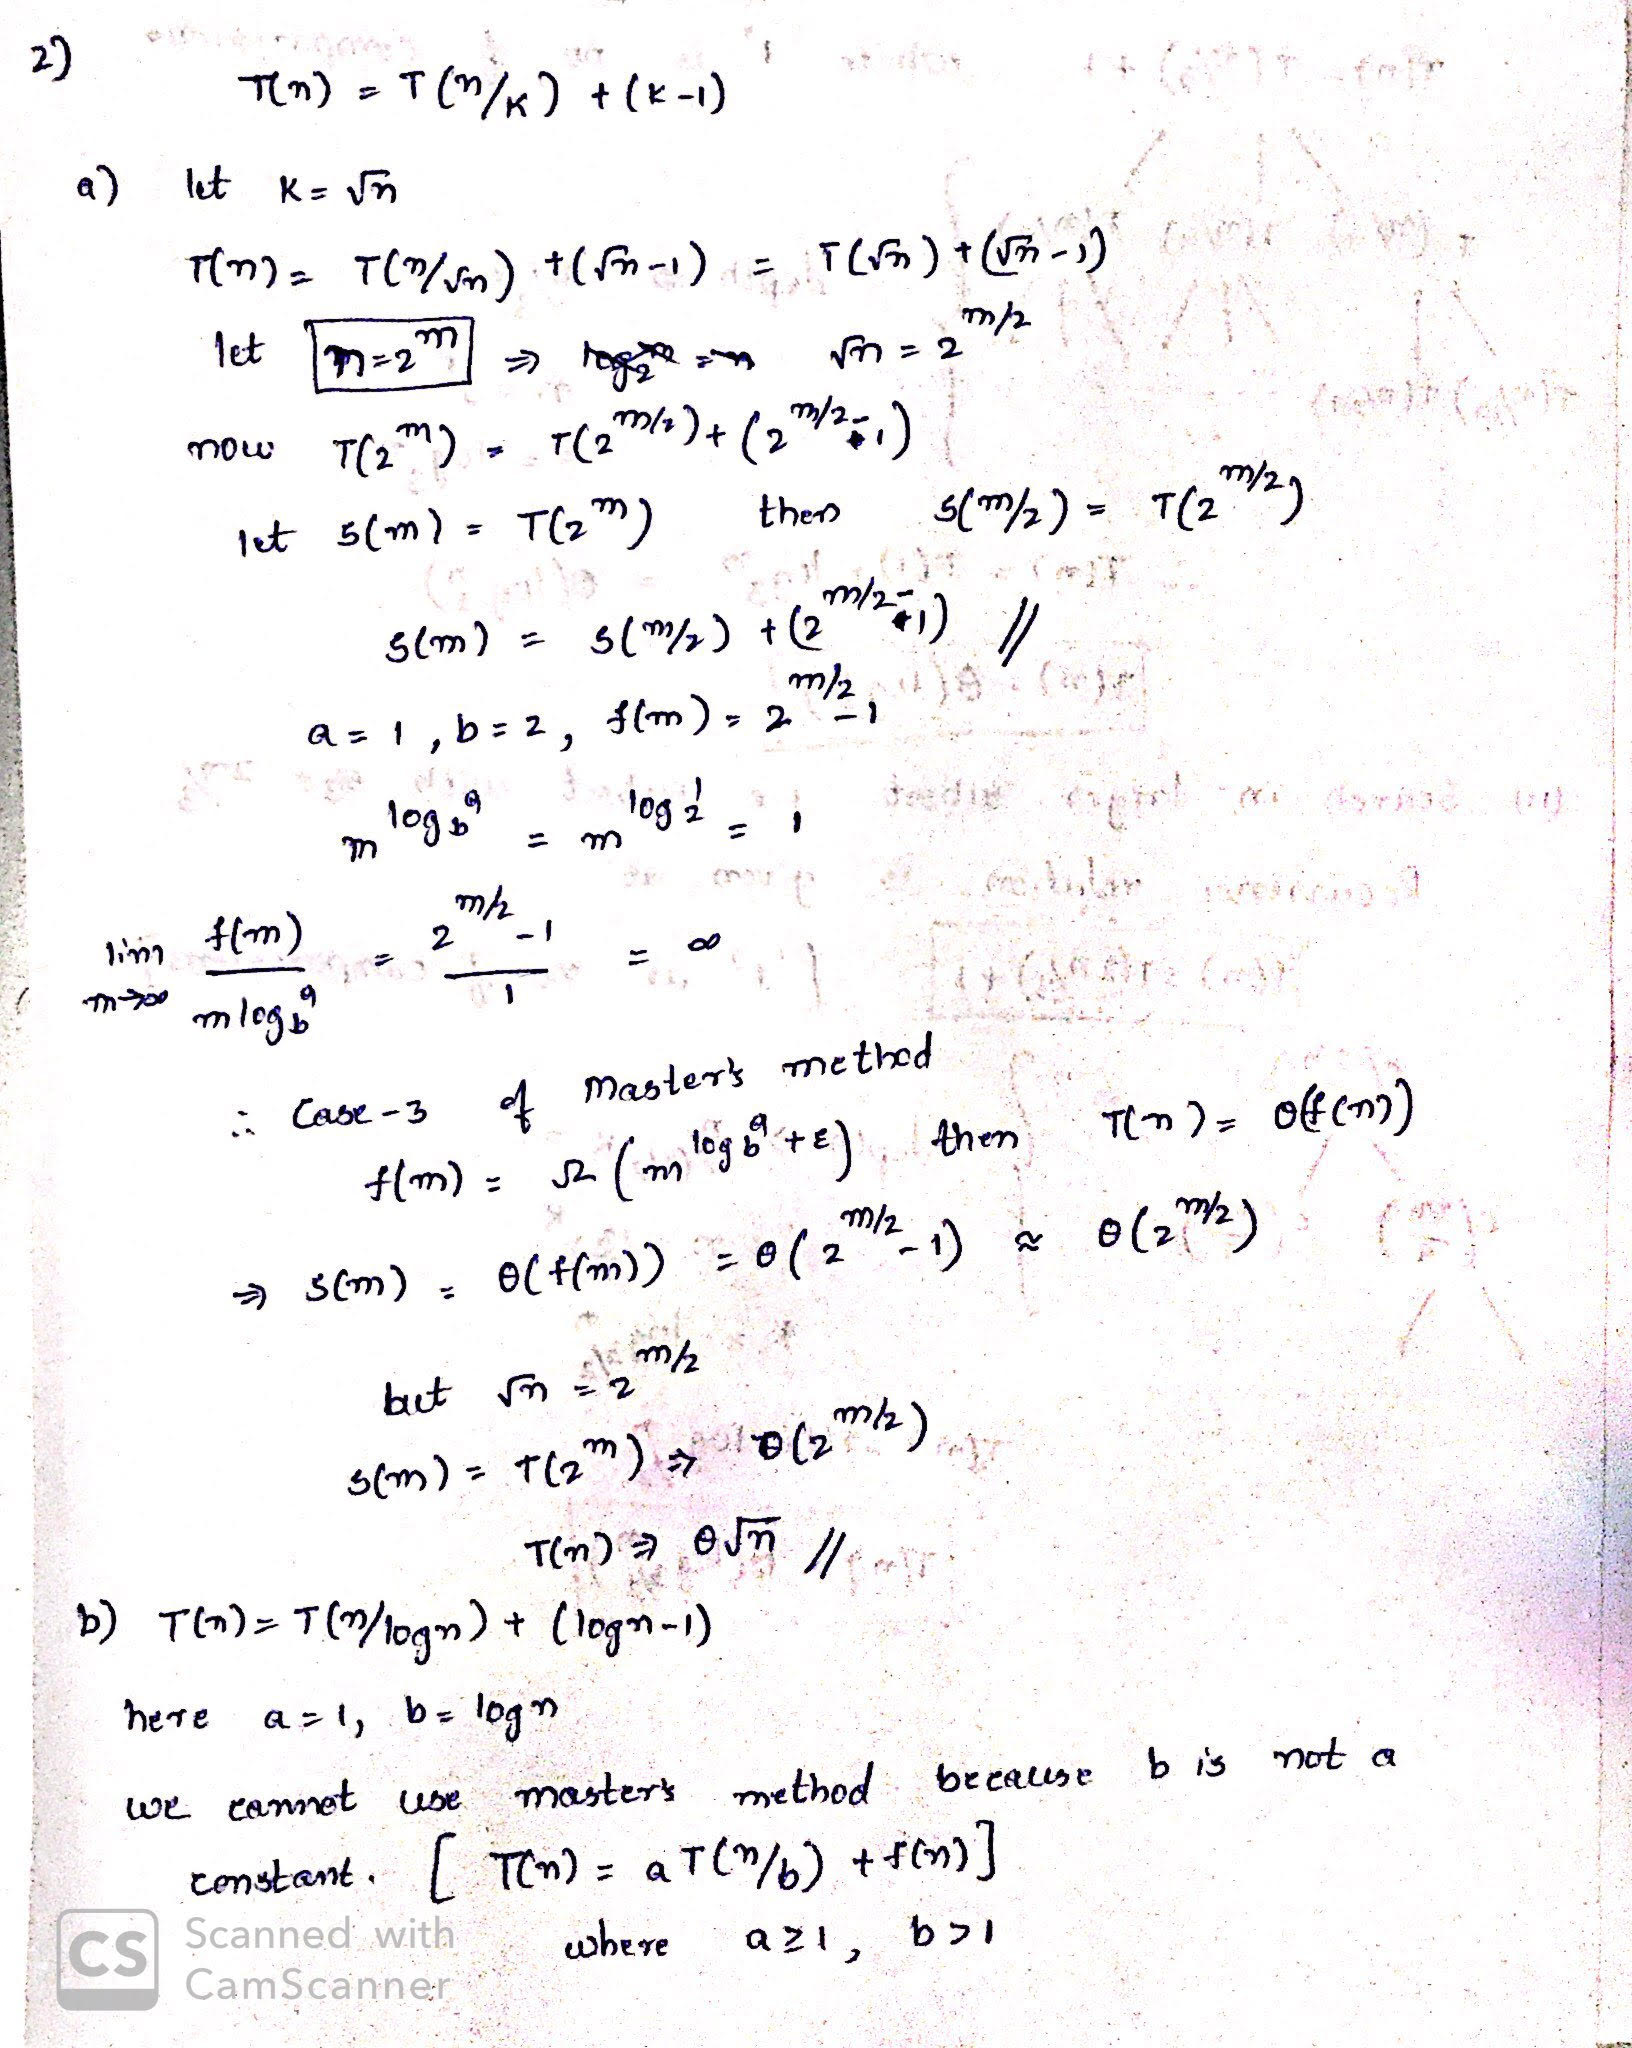 2)
T(n) = T(n/K) + (K-1)
a) let K = √n
T(n) = T(n/√n) + (√n-1) = T(√n) + (√n-1)
let n=2^m ⇒ √n = 2^m/2
now T(2^m) = T(2^m/2) + (2^m/2 - 1)
let S(m) = T(2^m) then S(m/2) = T(2^m/2)
S(m) = S(m/2) + (2^m/2 - 1) //
a = 1, b = 2, f(m) = 2^m/2 - 1
m^log_b^a = m^log_2^1 = 1
lim m→∞ f(m) / m^log_b^a = 2^m/2 - 1 / 1 = ∞
∴ Case-3 of Master's method
f(m) = Ω(m^log_b^a + ε) then T(n) = θ(f(n))
⇒ S(m) = θ(f(m)) = θ(2^m/2 - 1) ≈ θ(2^m/2)
but √n = 2^m/2
S(m) = T(2^m) ⇒ θ(2^m/2)
T(n) ⇒ θ√n //
b) T(n) = T(n/logn) + (logn-1)
here a=1, b= logn
we cannot use master's method because b is not a
constant. [ T(n) = aT(n/b) + f(n) ]
where a≥1, b>1
CS Scanned with
CamScanner